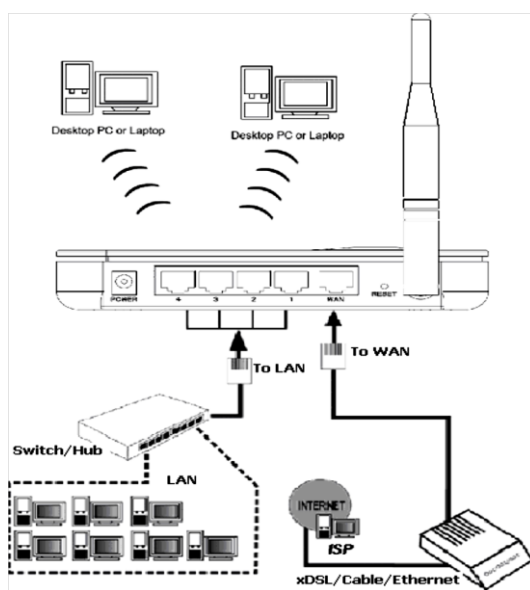 Desktop PC or Laptop
Desktop PC or Laptop
POWER
4 3 2 1 WAN
RESET
To LAN
To WAN
Switch/Hub
LAN
INTERNET
ISP
xDSL/Cable/Ethernet